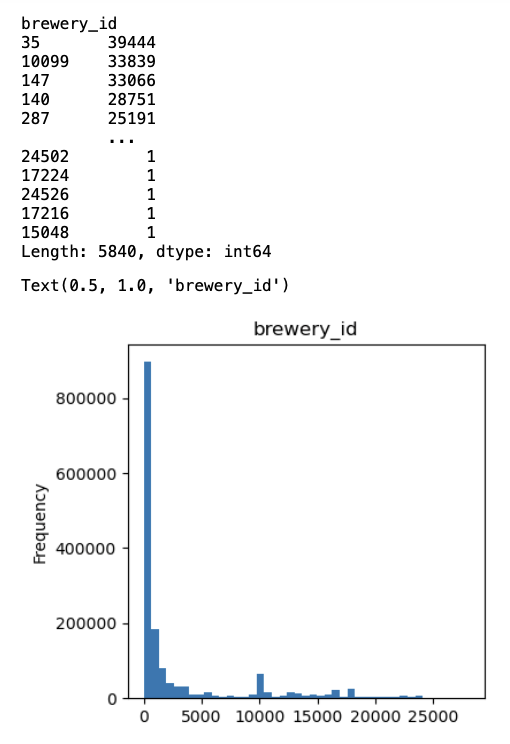 brewery_id
35 39444
10099 33839
147 33066
140 28751
287 25191
...
24502 1
17224 1
24526 1
17216 1
15048 1
Length: 5840, dtype: int64
Text(0.5, 1.0, 'brewery_id')
brewery_id
800000
600000
400000
200000
0
Frequency
0 5000 10000 15000 20000 25000